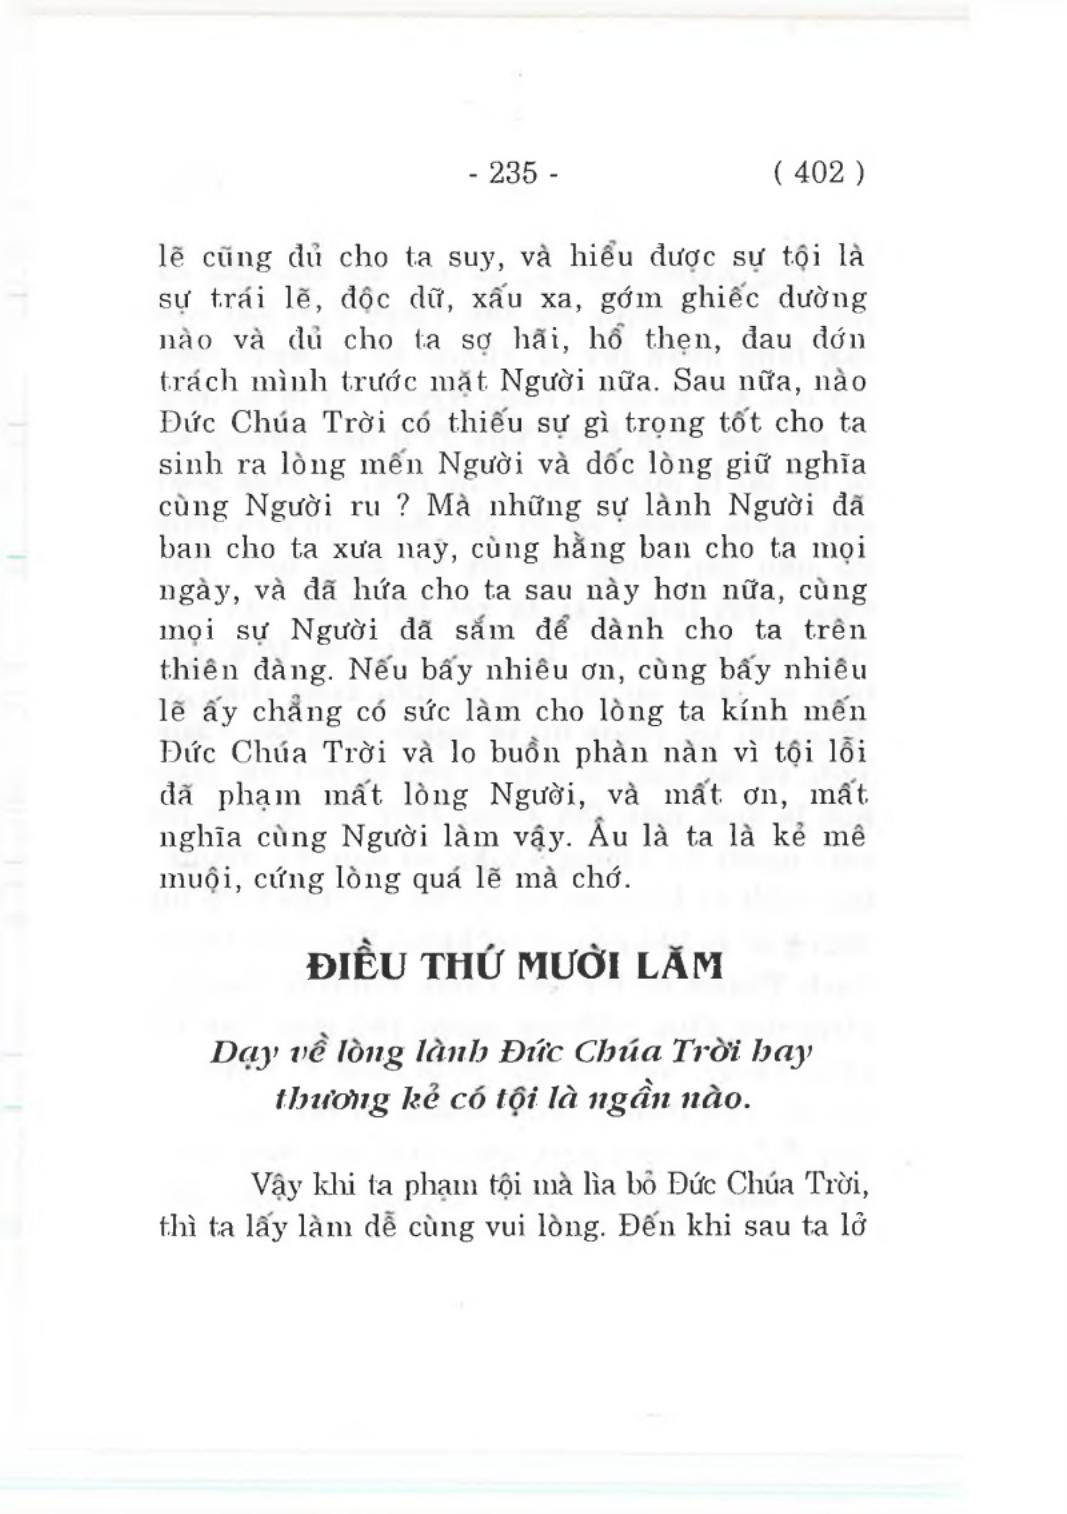 - 235 - ( 402 )
lẽ cũng đủ cho ta suy, và hiểu được sự tội là
sự trái lẽ, độc dữ, xấu xa, gớm ghiếc dường
nào và đủ cho ta sợ hãi, hổ thẹn, đau đớn
trách mình trước mặt Người nữa. Sau nữa, nào
Đức Chúa Trời có thiếu sự gì trọng tốt cho ta
sinh ra lòng mến Người và dốc lòng giữ nghĩa
cùng Người ru ? Mà những sự lành Người đã
ban cho ta xưa naỳ, cùng hằng ban cho ta mọi
ngày, và đã hứa cho ta sau này hơn nữa, cùng
mọi sự Người đã sắm để dành cho ta trên
thiên đàng. Nếu bấy nhiêu ơn, cùng bấy nhiêu
lẽ ấy chẳng có sức làm cho lòng ta kính mến
Đức Chúa Trời và lo buồn phàn nàn vì tội lỗi
đã phạm mất lòng Người, và mất ơn, mất
nghĩa cùng Người làm vậy. Âu là ta là kẻ mê
muội, cứng lòng quá lẽ mà chớ.
ĐIỀU THỨ MƯỜI LĂM
Dạy về lòng lành Đức Chúa Trời hay
thương kẻ có tội là ngần nào.
Vậy khi ta phạm tội mà lìa bỏ Đức Chúa Trời,
thì ta lấy làm dễ cùng vui lòng. Đến khi sau ta lở